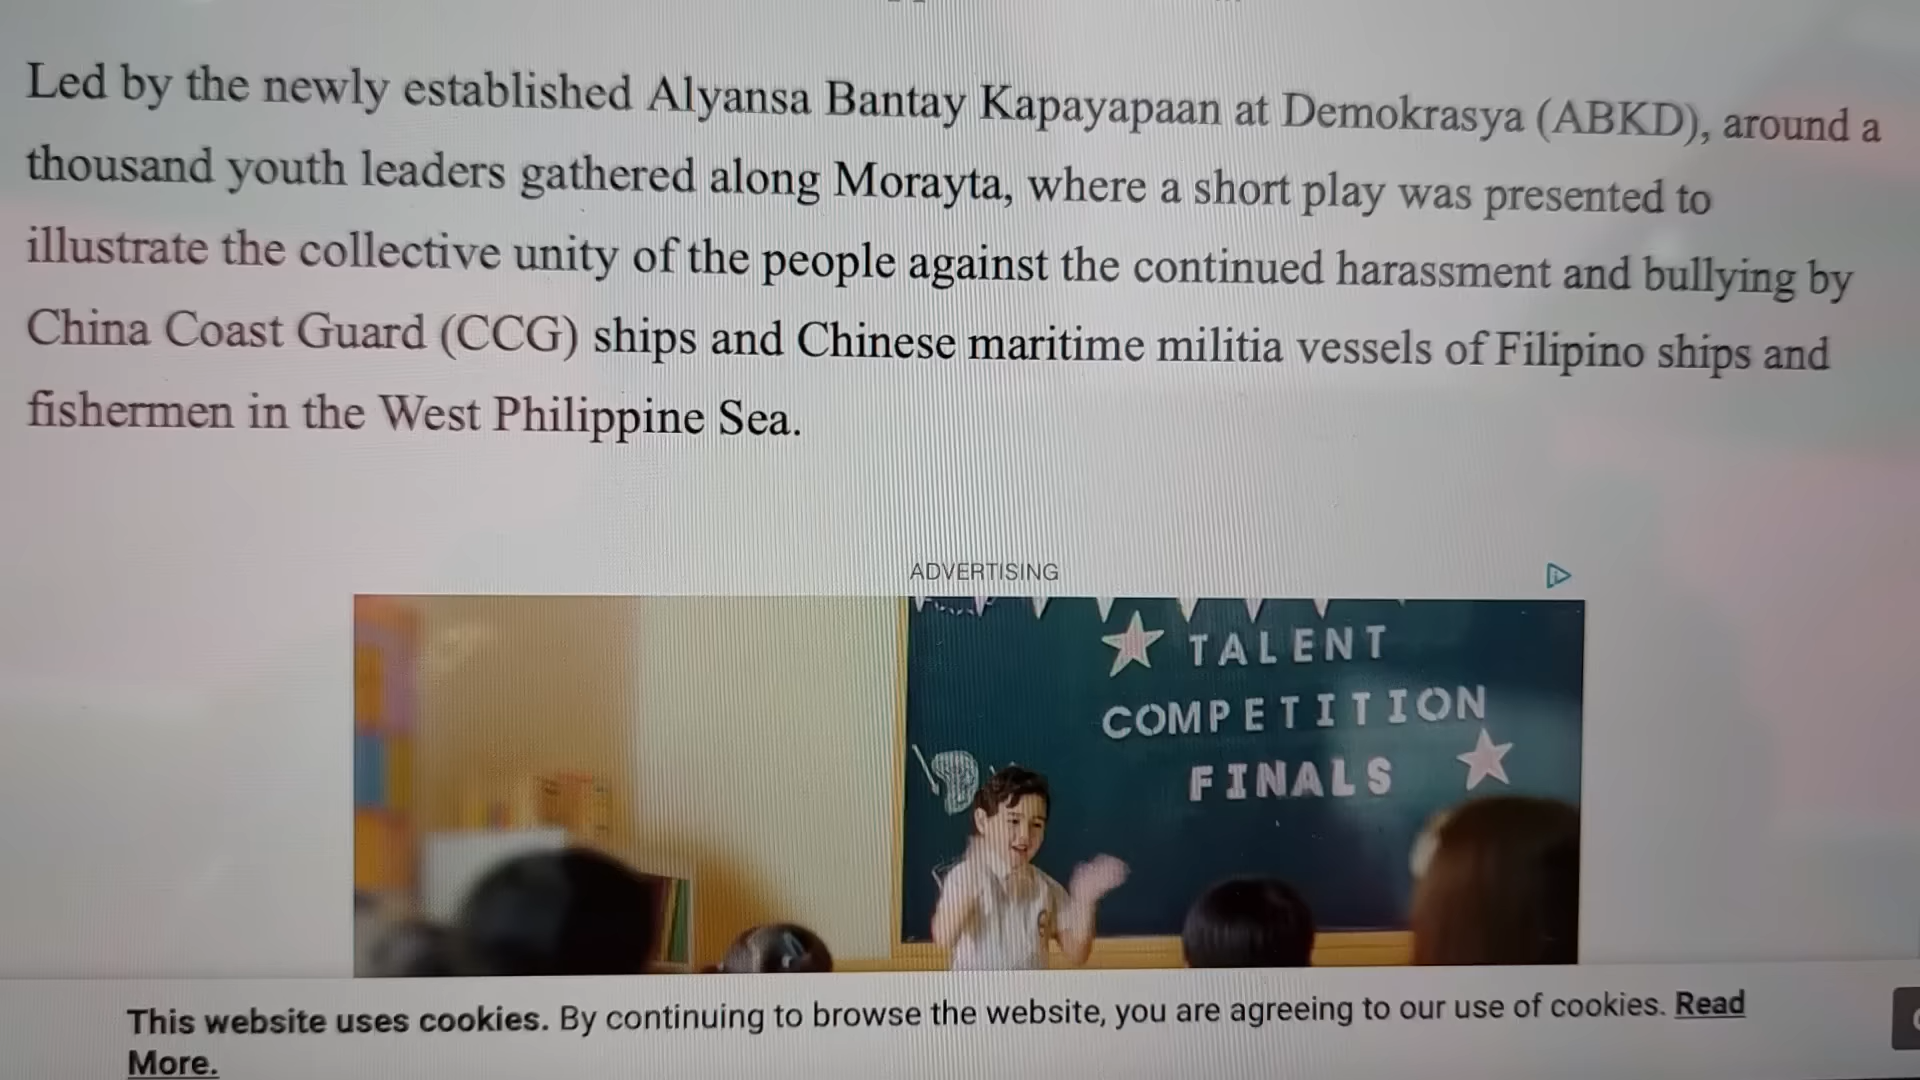 Led by the newly established Alyansa Bantay Kapayapaan at Demokrasya (ABKD), around a
thousand youth leaders gathered along Morayta, where a short play was presented to
illustrate the collective unity of the people against the continued harassment and bullying by
China Coast Guard (CCG) ships and Chinese maritime militia vessels of Filipino ships and
fishermen in the West Philippine Sea.
ADVERTISING
TALENT
COMPETITION
FINALS
This website uses cookies. By continuing to browse the website, you are agreeing to our use of cookies. Read
More.